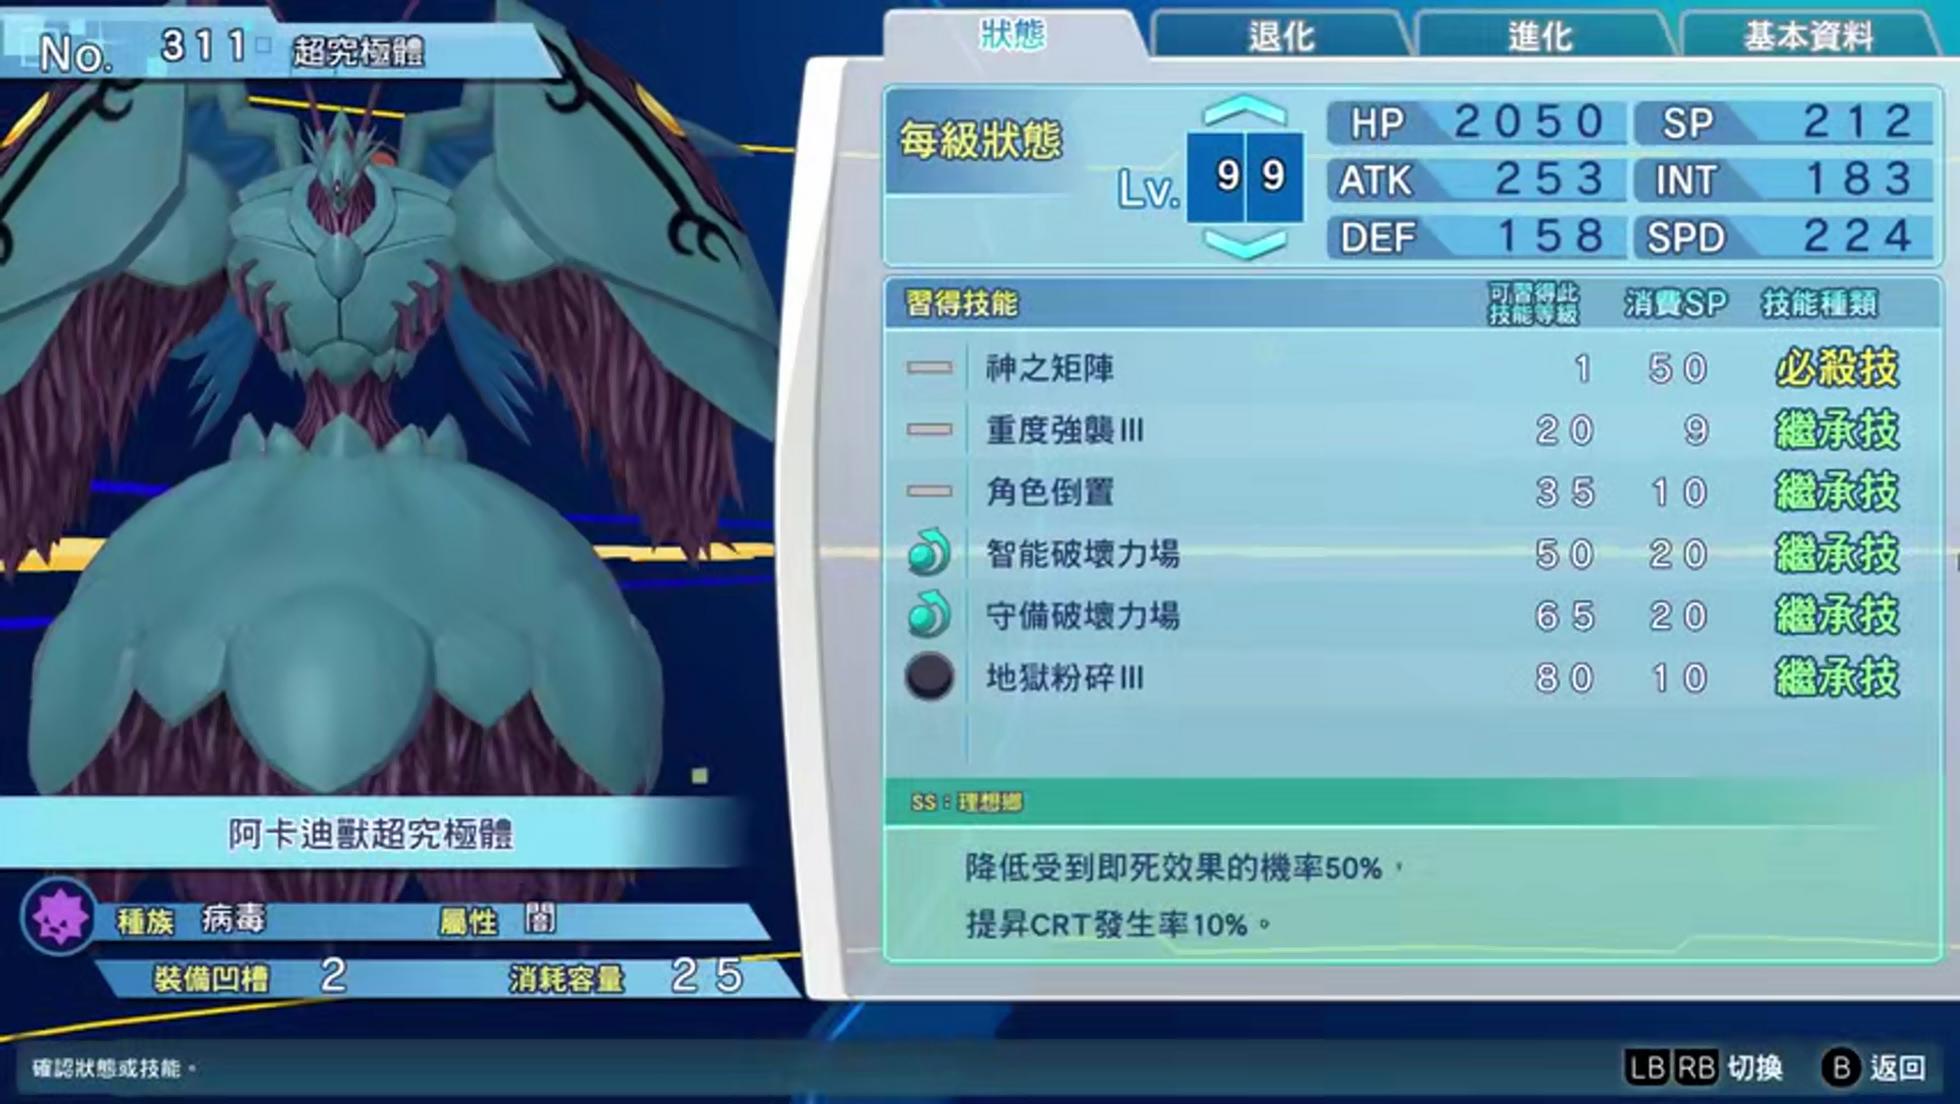 No. 311 超究極體
狀態 退化 進化 基本資料
每級狀態
Lv. 99
HP 2050 SP 212
ATK 253 INT 183
DEF 158 SPD 224
習得技能 可習得此技能等級 消費SP 技能種類
神之矩陣 1 50 必殺技
重度強襲III 20 9 繼承技
角色倒置 35 10 繼承技
智能破壞力場 50 20 繼承技
守備破壞力場 65 20 繼承技
地獄粉碎III 80 10 繼承技
SS：理想鄉
降低受到即死效果的機率50%，
提昇CRT發生率10%。
阿卡迪獸超究極體
種族 病毒 屬性 闇
裝備凹槽 2 消耗容量 25
確認狀態或技能。
LB RB 切換 B 返回